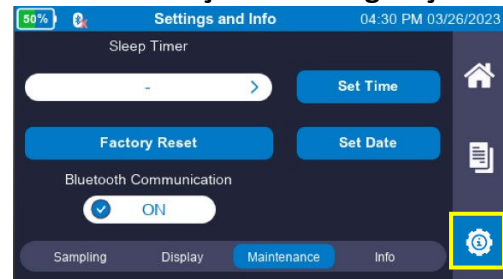 50% Settings and Info 04:30 PM 03/26/2023
Sleep Timer
- > Set Time
Factory Reset Set Date
Bluetooth Communication
ON
Sampling Display Maintenance Info